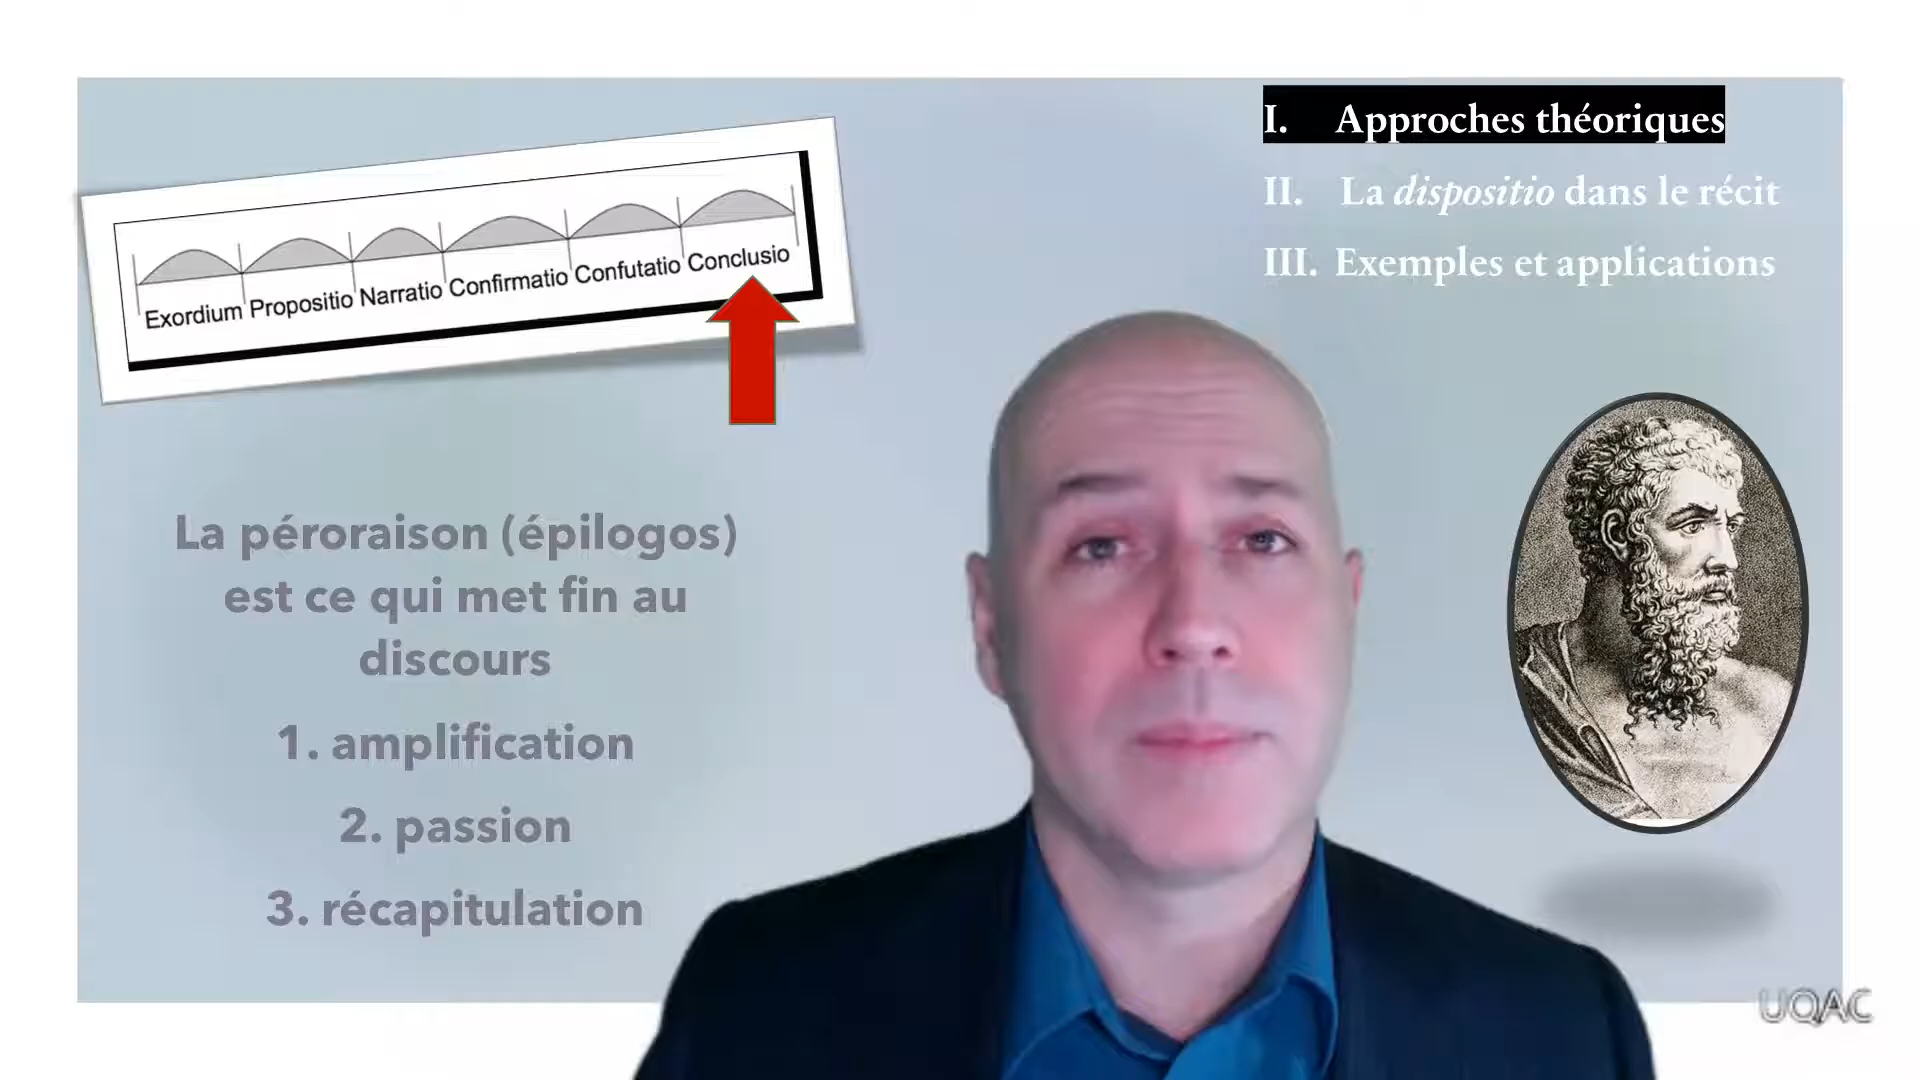 I. Approches théoriques
II. La dispositio dans le récit
III. Exemples et applications
Exordium Propositio Narratio Confirmatio Confutatio Conclusio
La péroraison (épilogos)
est ce qui met fin au
discours
1. amplification
2. passion
3. récapitulation
UQAC